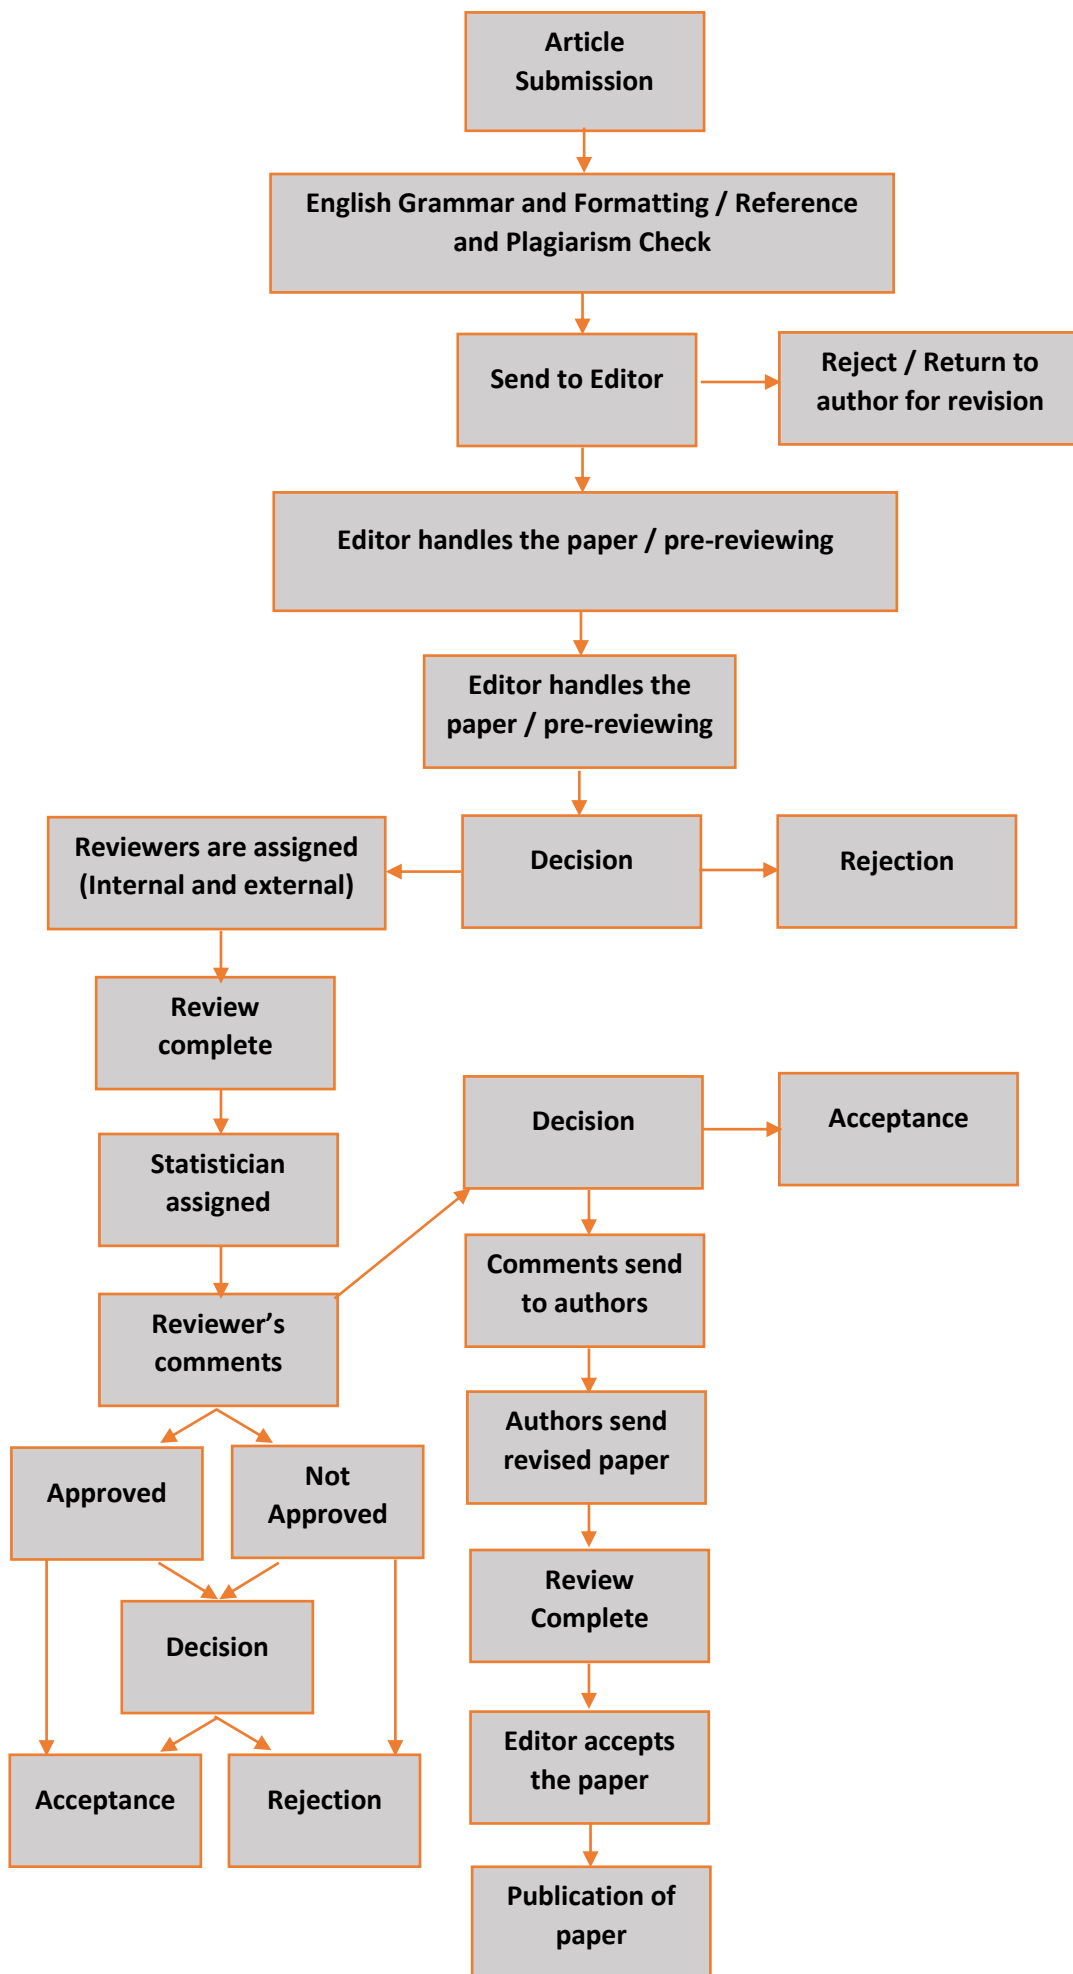 Article
Submission
English Grammar and Formatting / Reference
and Plagiarism Check
Send to Editor
Reject / Return to
author for revision
Editor handles the paper / pre-reviewing
Editor handles the
paper / pre-reviewing
Reviewers are assigned
(Internal and external)
Decision
Rejection
Review
complete
Statistician
assigned
Reviewer’s
comments
Approved
Not
Approved
Decision
Acceptance
Rejection
Decision
Acceptance
Comments send
to authors
Authors send
revised paper
Review
Complete
Editor accepts
the paper
Publication of
paper